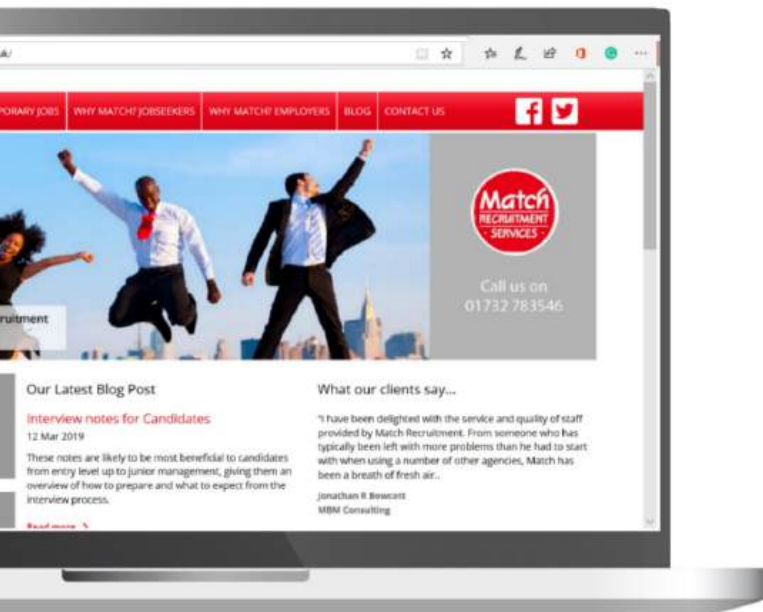 uk/
PORARY JOBS
WHY MATCH? JOBSEEKERS
WHY MATCH? EMPLOYERS
BLOG
CONTACT US
Match
RECRUITMENT
- SERVICES -
Call us on
01732 783546
ruitment
Our Latest Blog Post
Interview notes for Candidates
12 Mar 2019
These notes are likely to be most beneficial to candidates
from entry level up to junior management, giving them an
overview of how to prepare and what to expect from the
interview process.
Read more
What our clients say...
"I have been delighted with the service and quality of staff
provided by Match Recruitment. From someone who has
typically been left with more problems than he had to start
with when using a number of other agencies, Match has
been a breath of fresh air..
Jonathan R Bowcott
MBM Consulting